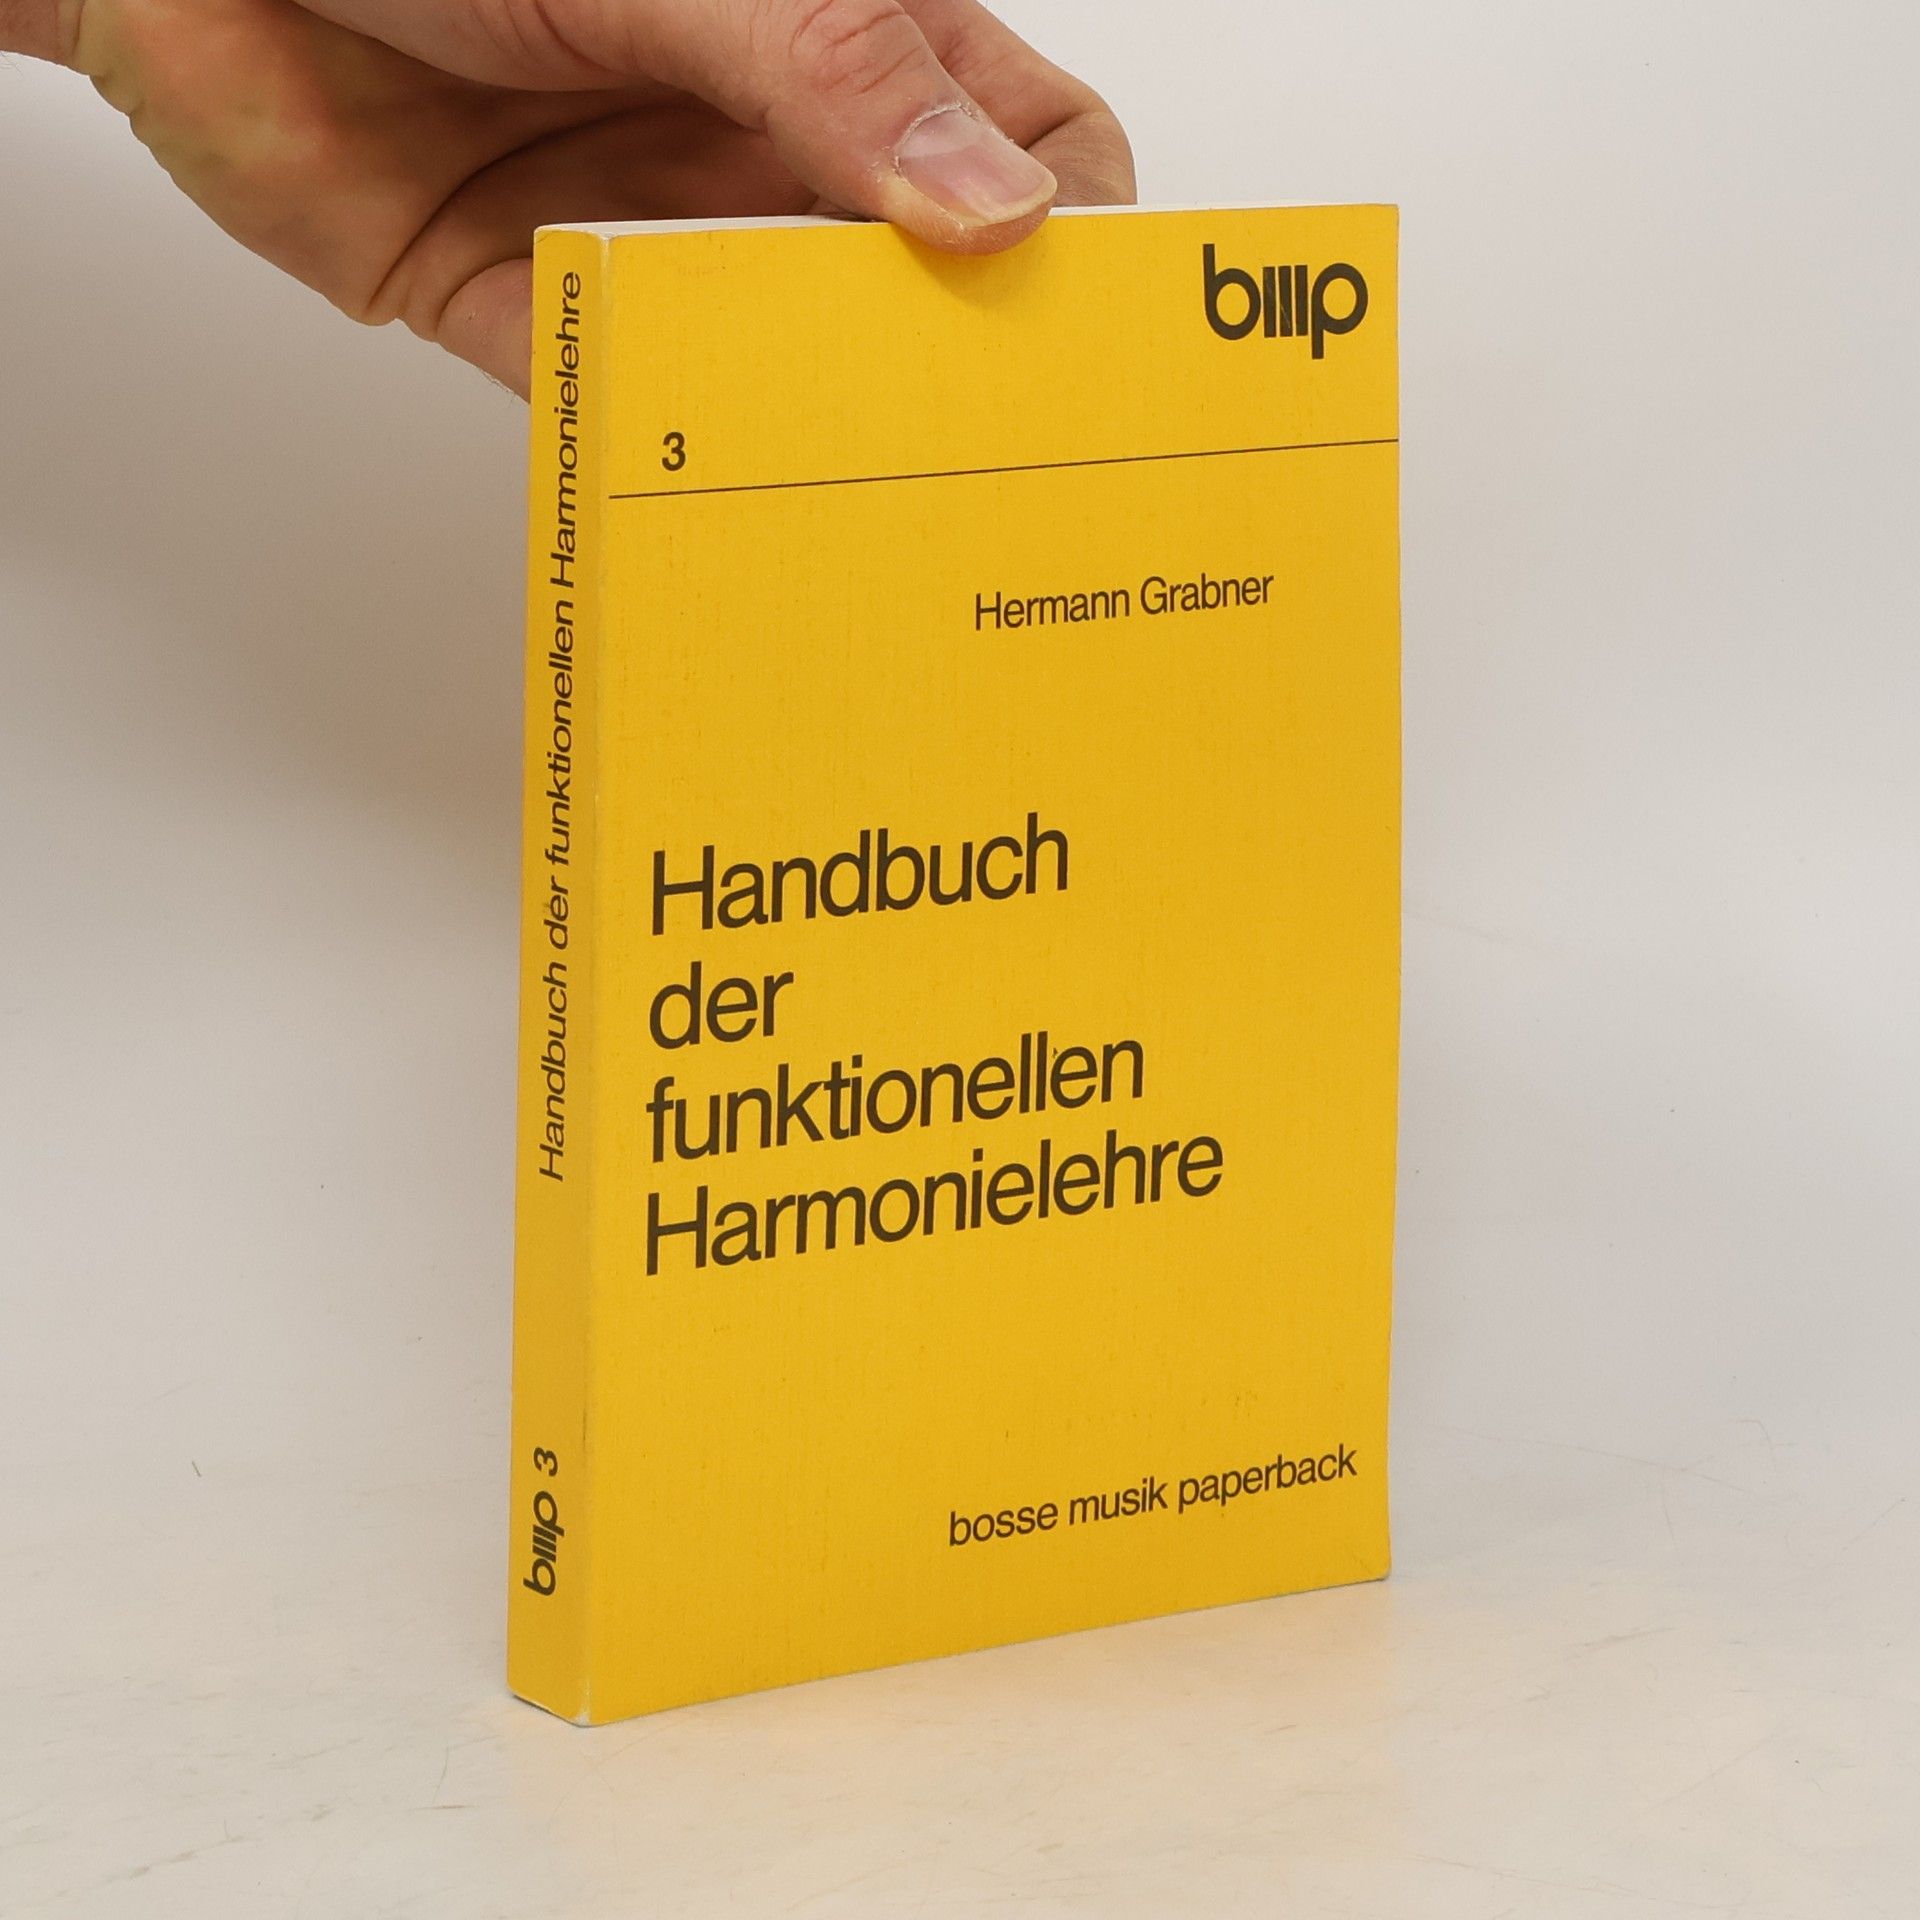 bmp
3
Hermann Grabner
Handbuch
der
funktionellen
Harmonielehre
bosse musik paperback
Handbuch der funktionellen Harmonielehre
bmp 3